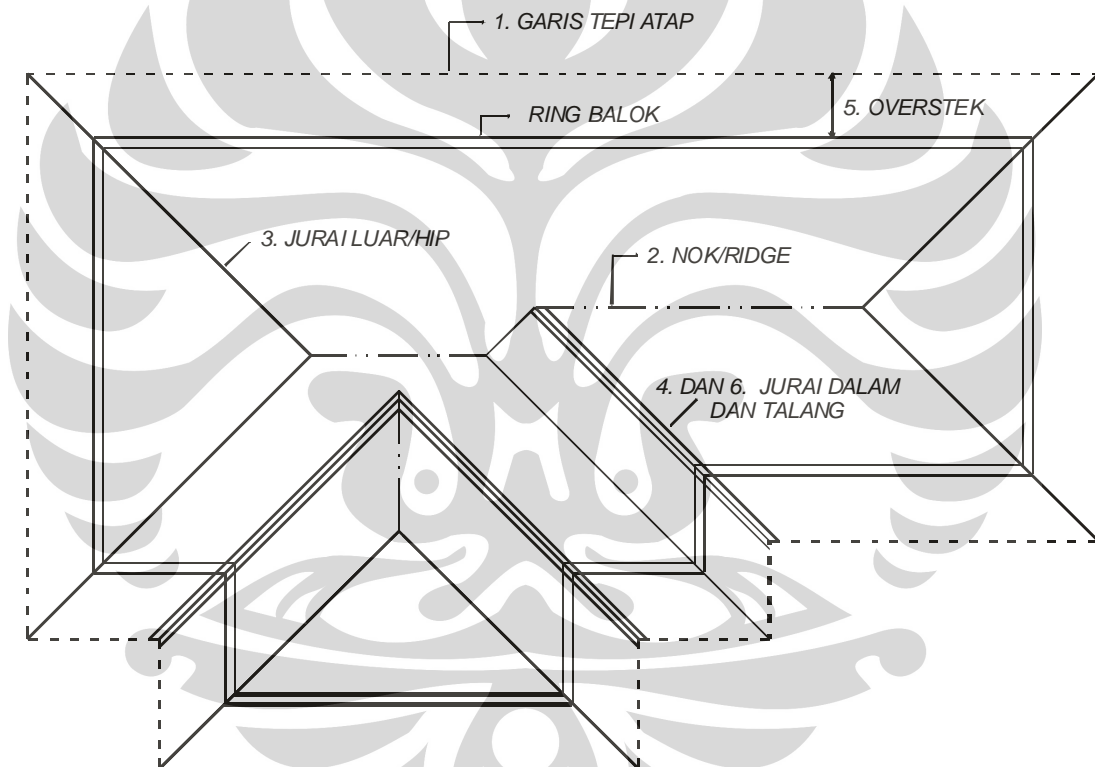 1. GARIS TEPI ATAP
RING BALOK
5. OVERSTEK
3. JURAI LUAR/HIP
2. NOK/RIDGE
4. DAN 6. JURAI DALAM
DAN TALANG